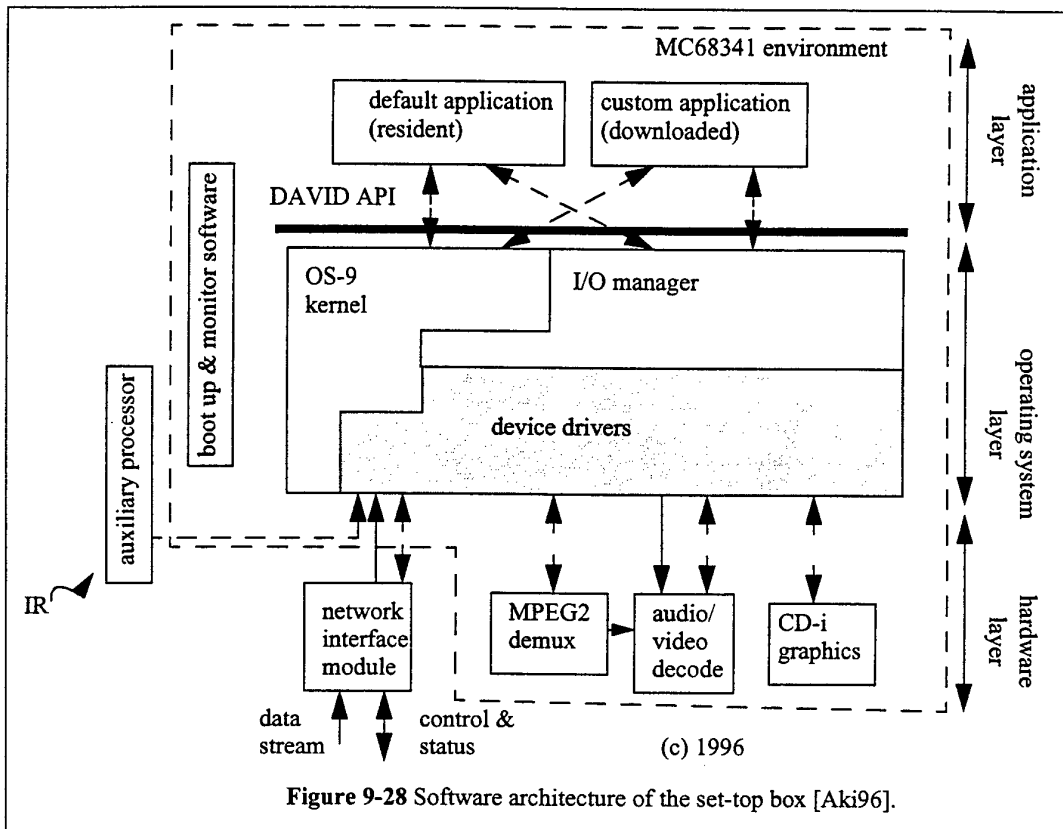 MC68341 environment
default application
(resident)
custom application
(downloaded)
application
layer
DAVID API
boot up & monitor software
OS-9
kernel
I/O manager
operating system
layer
device drivers
auxiliary processor
IR
network
interface
module
MPEG2
demux
audio/
video
decode
CD-i
graphics
hardware
layer
data
stream
control &
status
(c) 1996
Figure 9-28 Software architecture of the set-top box [Aki96].